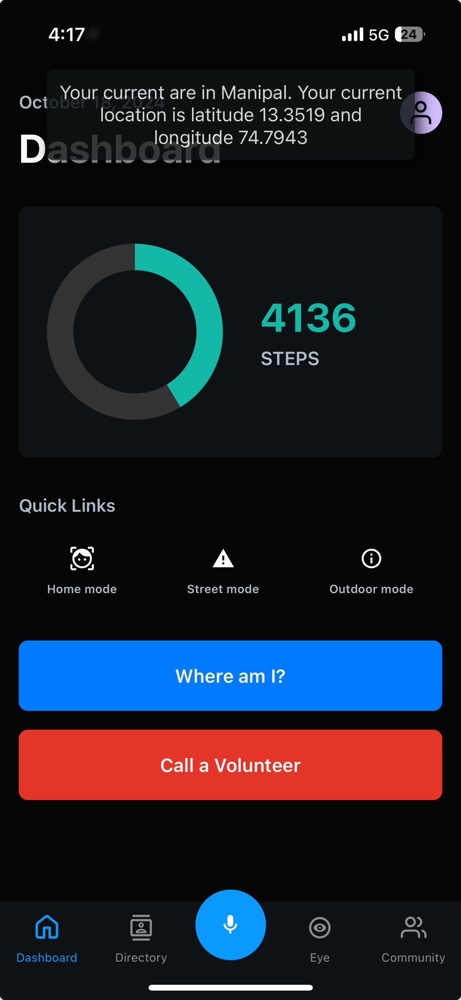 4:17
5G 24
October 18, 2024
Your current are in Manipal. Your current
location is latitude 13.3519 and
longitude 74.7943
Dashboard
4136
STEPS
Quick Links
Home mode
Street mode
Outdoor mode
Where am I?
Call a Volunteer
Dashboard
Directory
Eye
Community